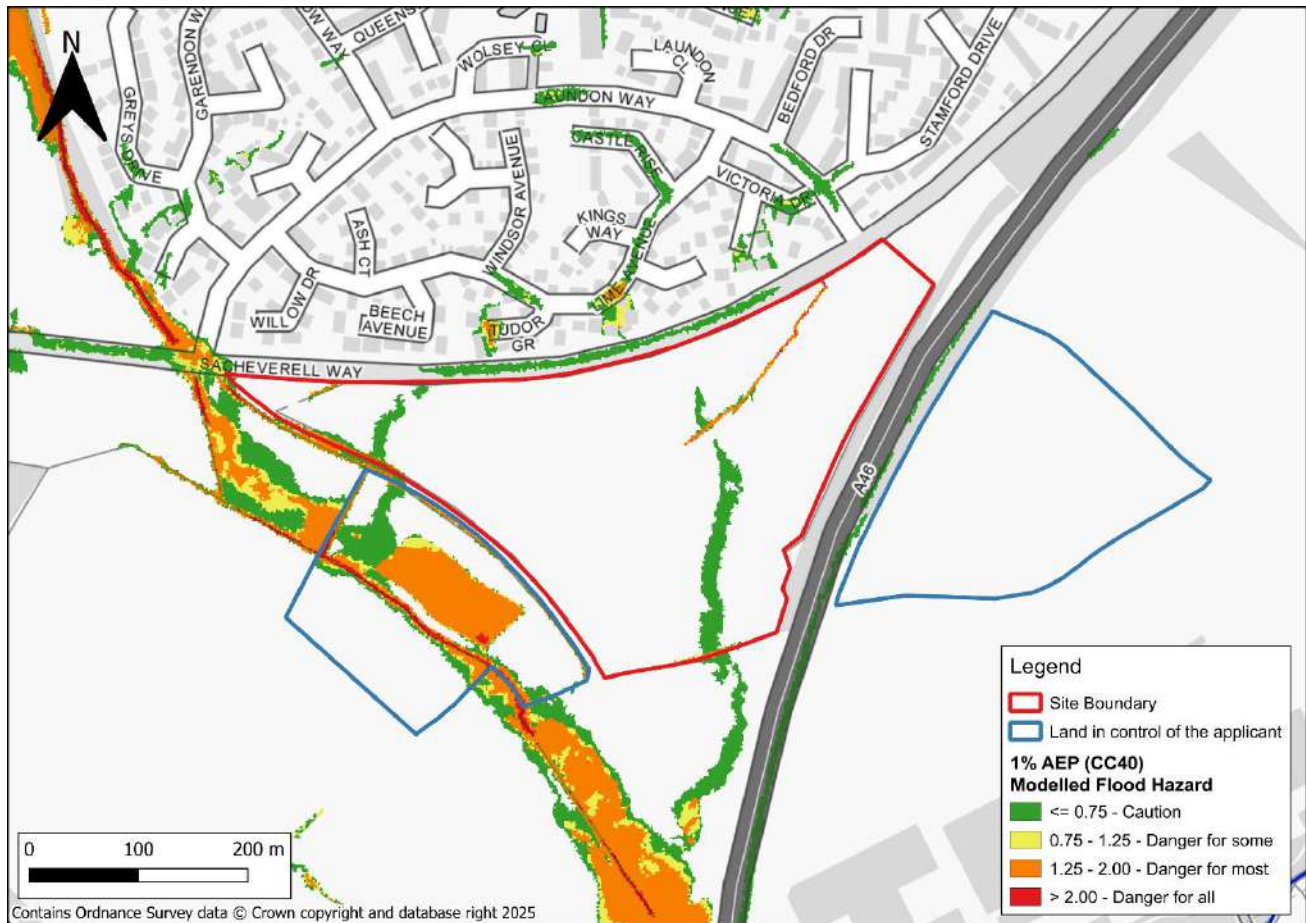 N
GREYS DRIVE
GARENDON WA
OW WAY
QUEENS
WOLSEY CL
LAUNDON
CL
BEDFORD DR
STAMFORD DRIVE
AUNDON WAY
CASTLE RISE
VICTORIA DR
WINDSOR AVENUE
KINGS
WAY
LIME AVENUE
ASH CT
WILLOW DR
BEECH
AVENUE
TUDOR
GR
SACHEVERELL WAY
A46
Legend
Site Boundary
Land in control of the applicant
1% AEP (CC40)
Modelled Flood Hazard
<= 0.75 - Caution
0.75 - 1.25 - Danger for some
1.25 - 2.00 - Danger for most
> 2.00 - Danger for all
0 100 200 m
Contains Ordnance Survey data © Crown copyright and database right 2025